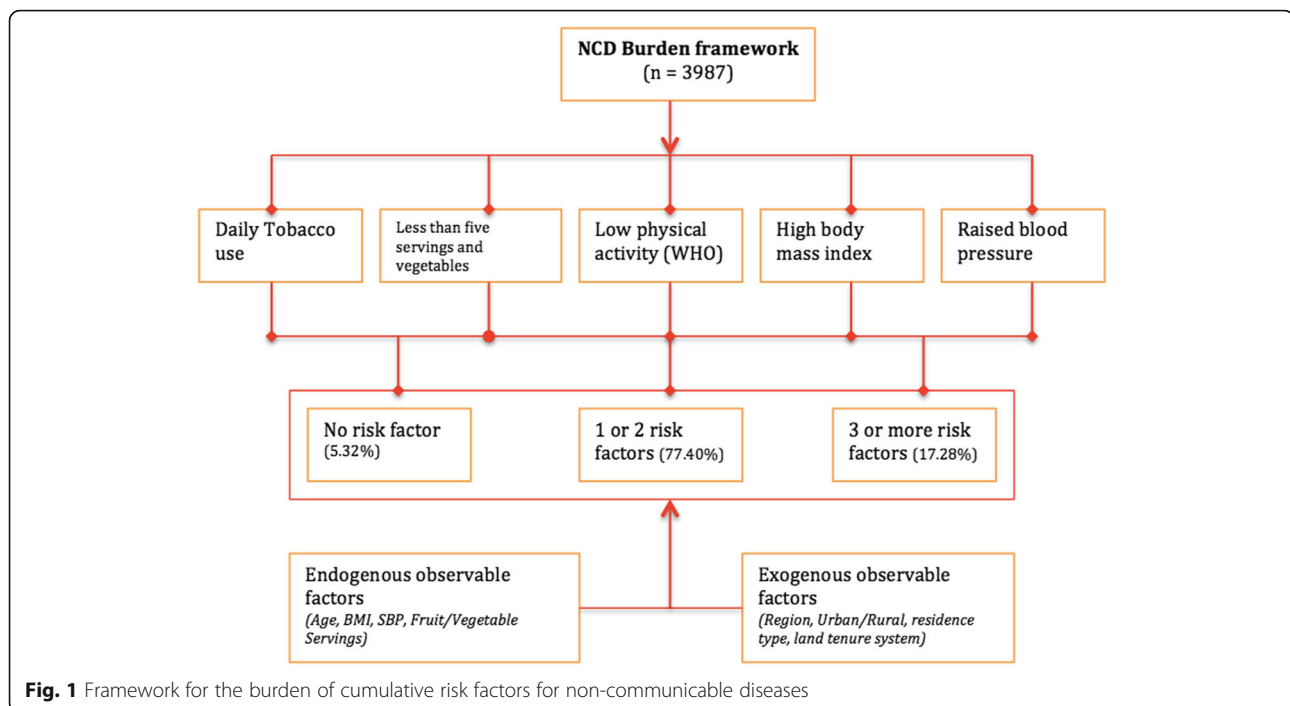 NCD Burden framework
(n = 3987)
Daily Tobacco
use
Less than five
servings and
vegetables
Low physical
activity (WHO)
High body
mass index
Raised blood
pressure
No risk factor
(5.32%)
1 or 2 risk
factors (77.40%)
3 or more risk
factors (17.28%)
Endogenous observable
factors
(Age, BMI, SBP, Fruit/Vegetable
Servings)
Exogenous observable
factors
(Region, Urban/Rural, residence
type, land tenure system)
Fig. 1 Framework for the burden of cumulative risk factors for non-communicable diseases